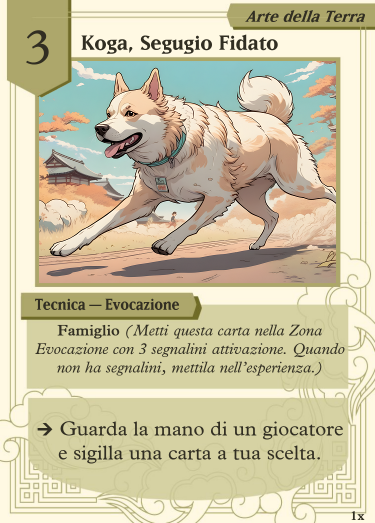 Arte della Terra
3
Koga, Segugio Fidato
Tecnica — Evocazione
Famiglio (Metti questa carta nella Zona
Evocazione con 3 segnalini attivazione. Quando
non ha segnalini, mettila nell'esperienza.)
→ Guarda la mano di un giocatore
e sigilla una carta a tua scelta.
1x